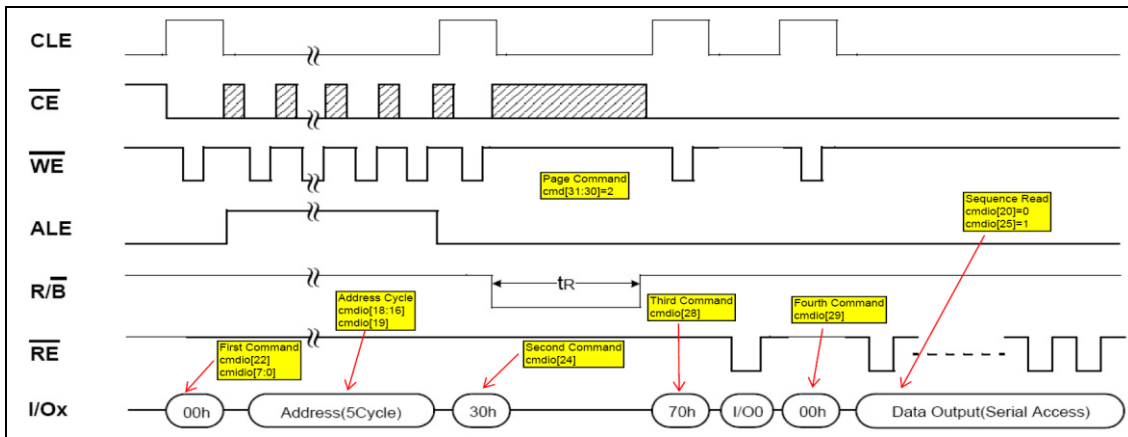 CLE
CE
WE
Page Command
cmd[31:30]=2
ALE
Sequence Read
cmdio[20]=0
cmdio[25]=1
R/B
tR
Address Cycle
cmdio[18:16]
cmdio[19]
Third Command
cmdio[28]
Fourth Command
cmdio[29]
RE
First Command
cmdio[22]
cmidio[7:0]
Second Command
cmdio[24]
I/Ox
00h
Address(5Cycle)
30h
70h
I/O0
00h
Data Output(Serial Access)